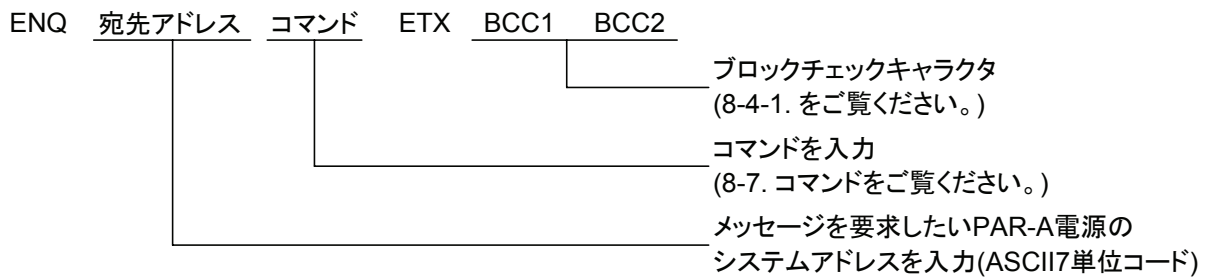 ENQ 宛先アドレス コマンド ETX BCC1 BCC2
ブロックチェックキャラクタ
(8-4-1. をご覧ください。)
コマンドを入力
(8-7. コマンドをご覧ください。)
メッセージを要求したいPAR-A電源の
システムアドレスを入力(ASCII7単位コード)